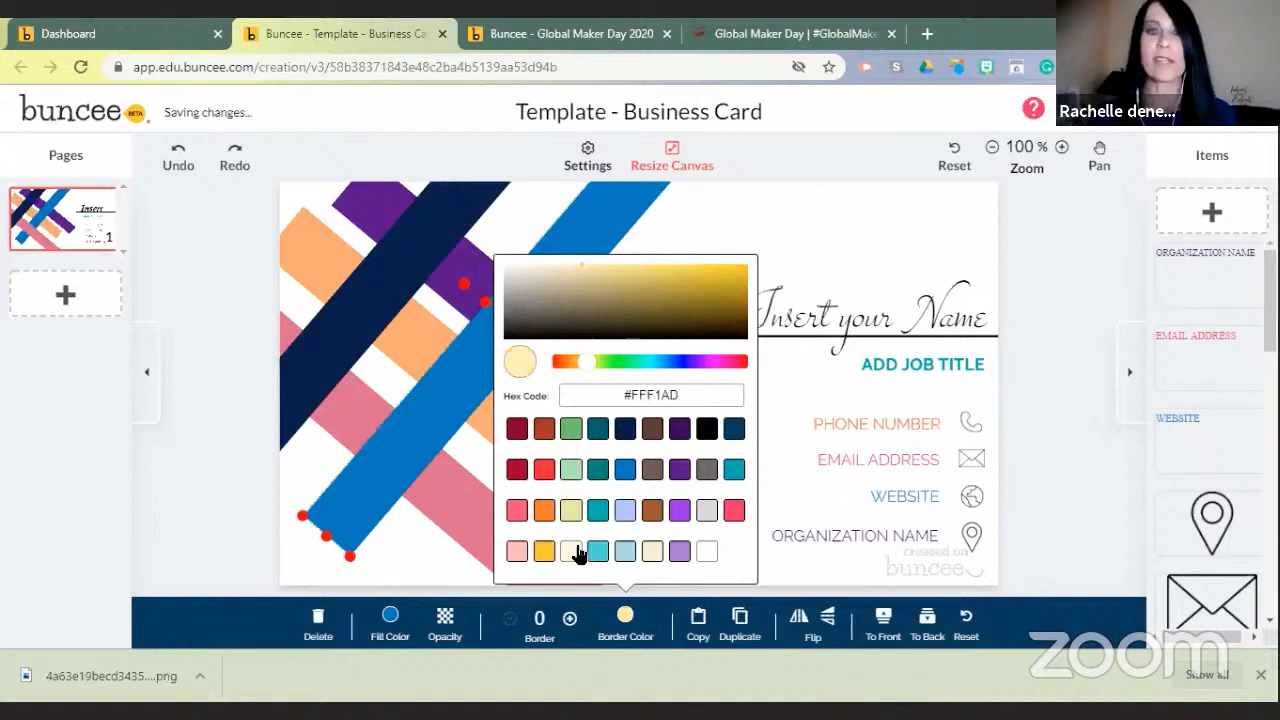 Dashboard
Buncee - Template - Business Ca
Buncee - Global Maker Day 2020
Global Maker Day | #GlobalMake
app.edu.buncee.com/creation/v3/58b38371843e48c2ba4b5139aa53d94b
Rachelle dene...
buncee BETA
Saving changes...
Template - Business Card
Pages
Undo
Redo
Settings
Resize Canvas
Reset
100 %
Zoom
Pan
Items
Insert
1
ORGANIZATION NAME
EMAIL ADDRESS
WEBSITE
Insert your Name
ADD JOB TITLE
PHONE NUMBER
EMAIL ADDRESS
WEBSITE
ORGANIZATION NAME
created on
buncee
Hex Code:
#FFF1AD
Delete
Fill Color
Opacity
0
Border
Border Color
Copy
Duplicate
Flip
To Front
To Back
Reset
4a63e19becd3435....png
Show all
zoom